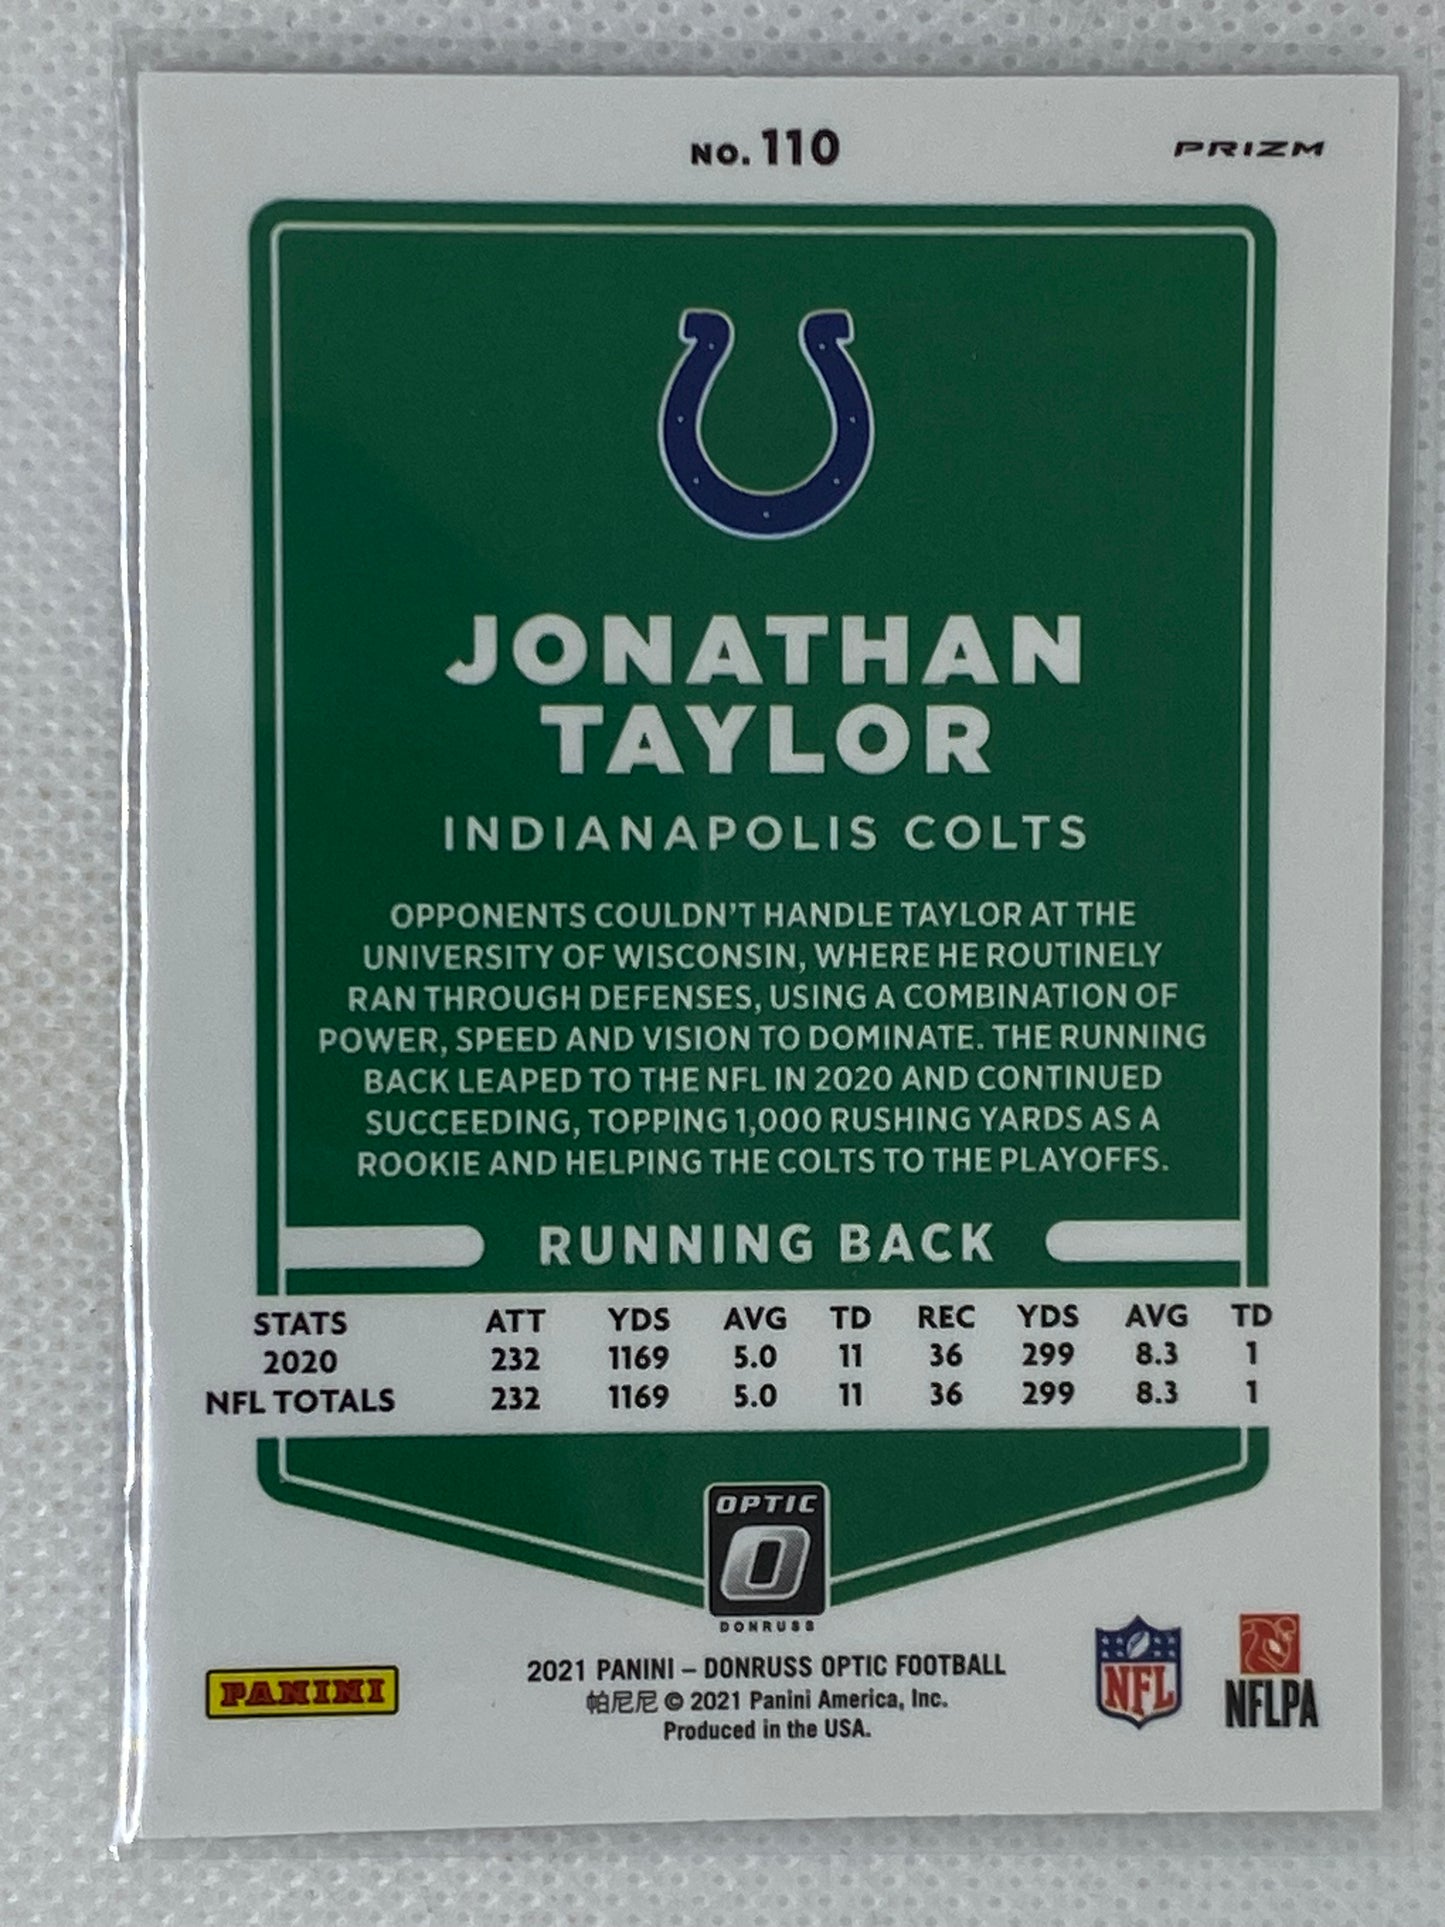 NO. 110
PRIZM
JONATHAN
TAYLOR
INDIANAPOLIS COLTS
OPPONENTS COULDN'T HANDLE TAYLOR AT THE
UNIVERSITY OF WISCONSIN, WHERE HE ROUTINELY
RAN THROUGH DEFENSES, USING A COMBINATION OF
POWER, SPEED AND VISION TO DOMINATE. THE RUNNING
BACK LEAPED TO THE NFL IN 2020 AND CONTINUED
SUCCEEDING, TOPPING 1,000 RUSHING YARDS AS A
ROOKIE AND HELPING THE COLTS TO THE PLAYOFFS.
RUNNING BACK
STATS ATT YDS AVG TD REC YDS AVG TD
2020 232 1169 5.0 11 36 299 8.3 1
NFL TOTALS 232 1169 5.0 11 36 299 8.3 1
OPTIC
O
DONRUSS
PANINI
2021 PANINI – DONRUSS OPTIC FOOTBALL
帕尼尼 © 2021 Panini America, Inc.
Produced in the USA.
NFL
NFLPA